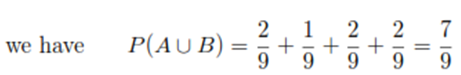 we have P(A ∪ B) = 2/9 + 1/9 + 2/9 + 2/9 = 7/9